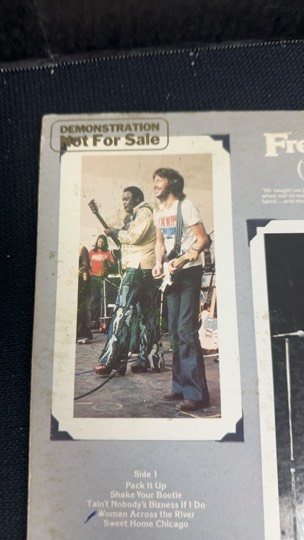 DEMONSTRATION
Not For Sale
Fre
Side 1
Pack It Up
Shake Your Bootie
Tain't Nobody's Bizness If I Do
Woman Across the River
Sweet Home Chicago